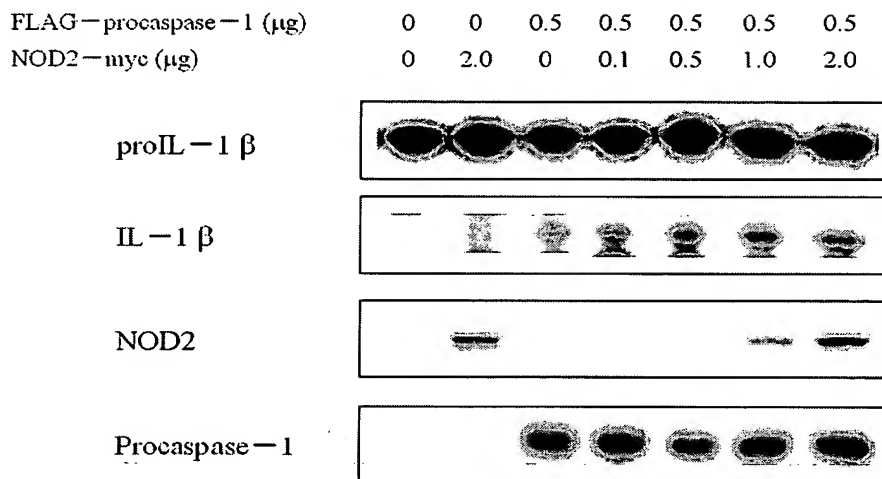 FLAG－procaspase－1 (μg) 0 0 0.5 0.5 0.5 0.5 0.5
NOD2－myc (μg) 0 2.0 0 0.1 0.5 1.0 2.0
proIL－1 β
IL－1 β
NOD2
Procaspase－1